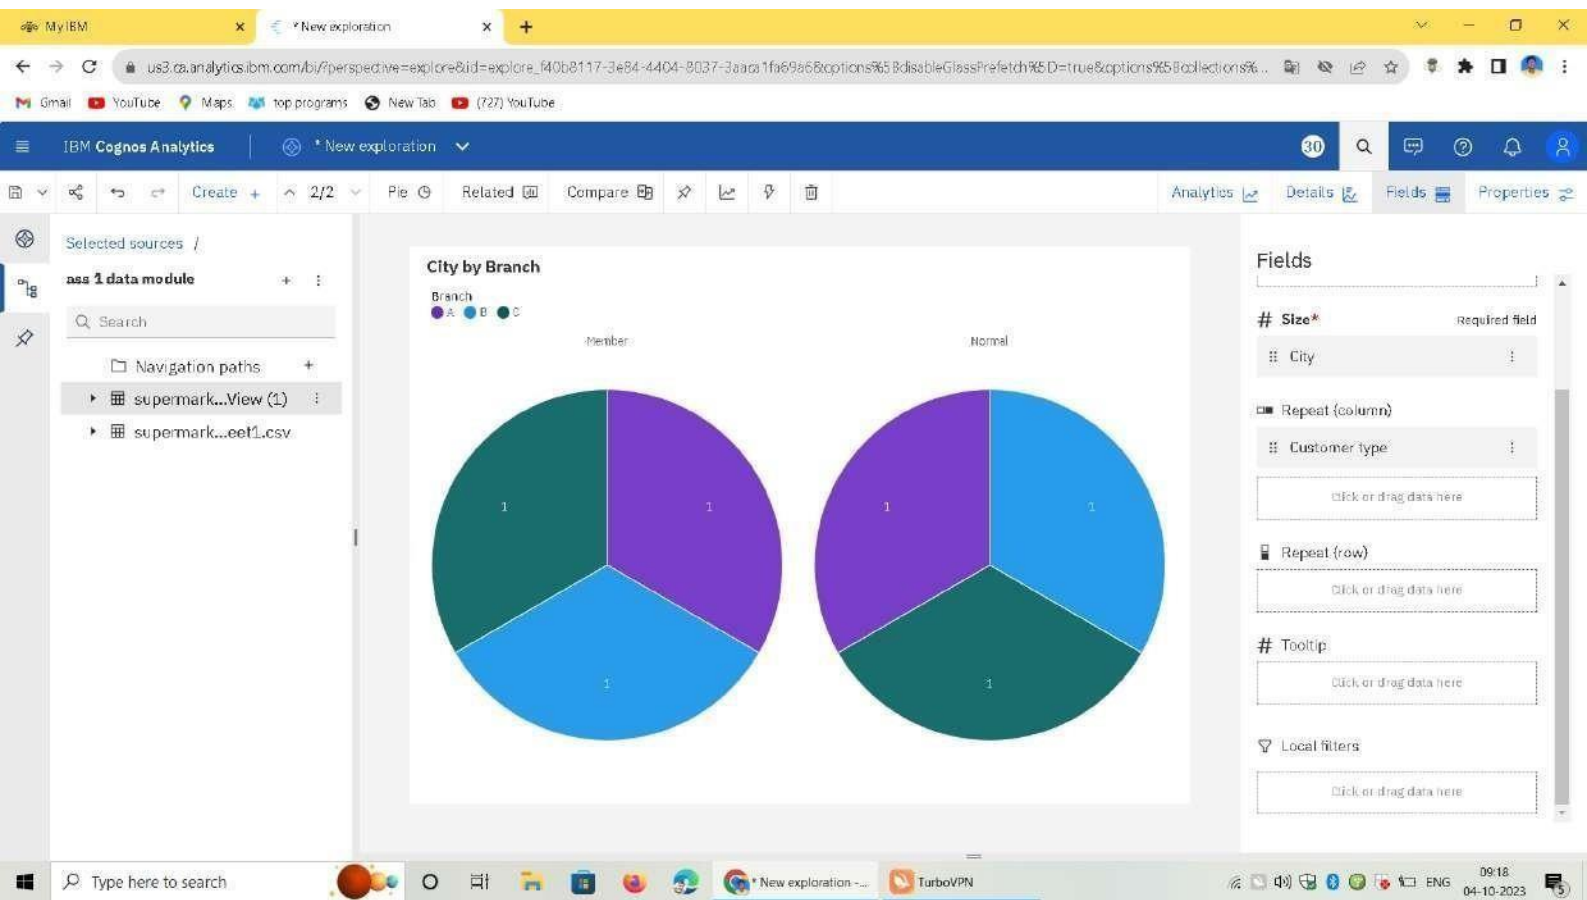 My IBM
* New exploration
us3.ca.analytics.ibm.com/bi/?perspective=explore&id=explore_f40b8117-3e84-4404-8037-3aaca1fa69a6&options%5BdisableGlassPrefetch%5D=true&options%5Bcollections%...
Gmail YouTube Maps top programs New Tab (727) YouTube
IBM Cognos Analytics * New exploration 30
Create + 2/2 Pie Related Compare Analytics Details Fields Properties
Selected sources /
ass 1 data module
Search
Navigation paths
supermark...View (1)
supermark...eet1.csv
City by Branch
Branch
A B C
Member Normal
1 1 1 1
1 1
Fields
# Size* Required field
City
Repeat (column)
Customer type
Click or drag data here
Repeat (row)
Click or drag data here
# Tooltip
Click or drag data here
Local filters
Click or drag data here
Type here to search
* New exploration -...
TurboVPN
ENG
09:18
04-10-2023
5